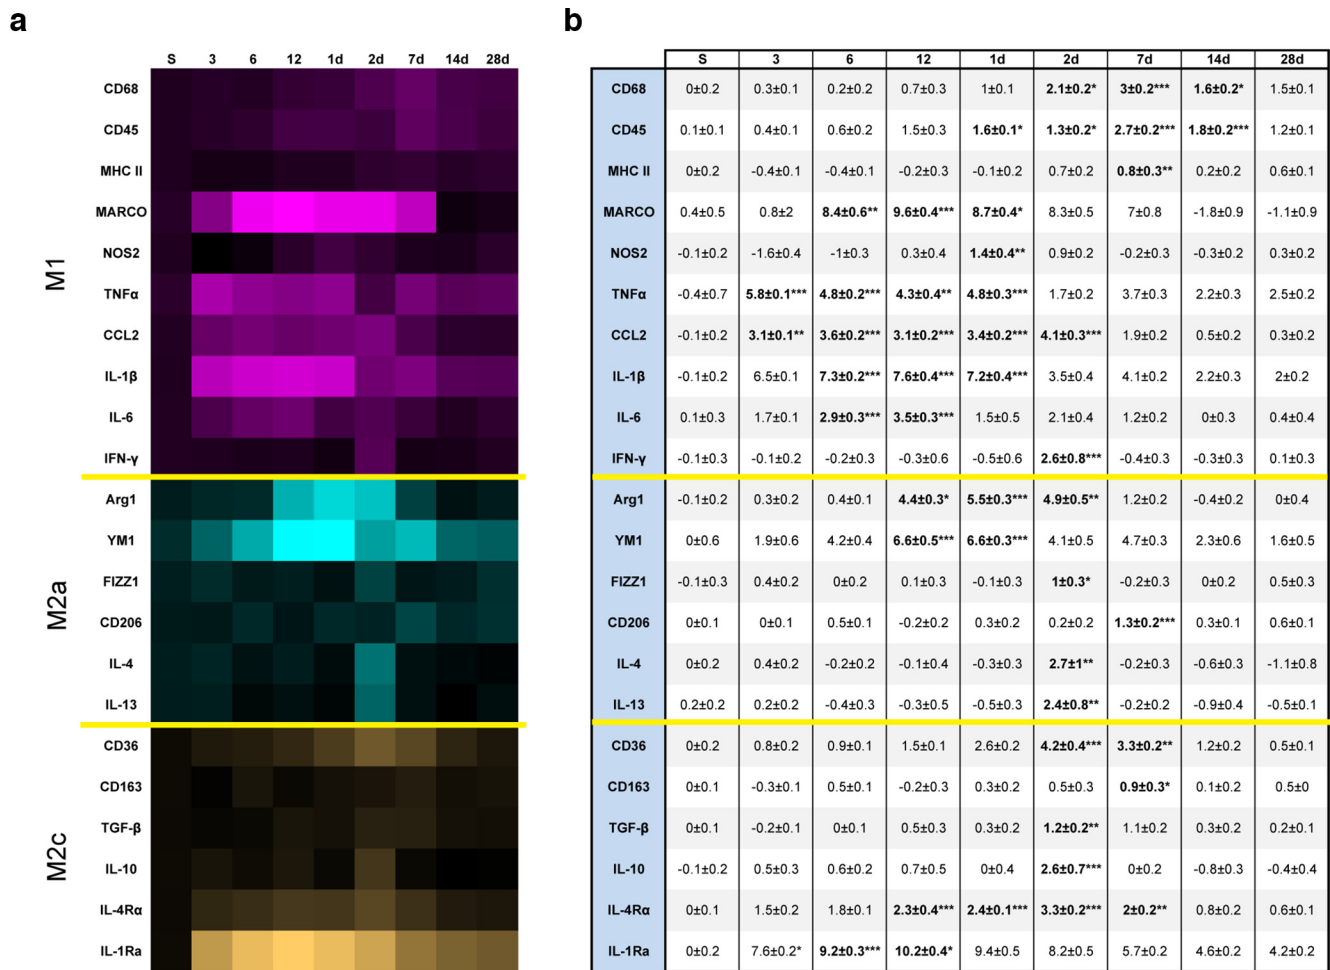 a
S 3 6 12 1d 2d 7d 14d 28d
M1
CD68
CD45
MHC II
MARCO
NOS2
TNFα
CCL2
IL-1β
IL-6
IFN-γ
M2a
Arg1
YM1
FIZZ1
CD206
IL-4
IL-13
M2c
CD36
CD163
TGF-β
IL-10
IL-4Rα
IL-1Ra
b
S 3 6 12 1d 2d 7d 14d 28d
CD68 0±0.2 0.3±0.1 0.2±0.2 0.7±0.3 1±0.1 2.1±0.2* 3±0.2*** 1.6±0.2* 1.5±0.1
CD45 0.1±0.1 0.4±0.1 0.6±0.2 1.5±0.3 1.6±0.1* 1.3±0.2* 2.7±0.2*** 1.8±0.2*** 1.2±0.1
MHC II 0±0.2 -0.4±0.1 -0.4±0.1 -0.2±0.3 -0.1±0.2 0.7±0.2 0.8±0.3** 0.2±0.2 0.6±0.1
MARCO 0.4±0.5 0.8±2 8.4±0.6** 9.6±0.4*** 8.7±0.4* 8.3±0.5 7±0.8 -1.8±0.9 -1.1±0.9
NOS2 -0.1±0.2 -1.6±0.4 -1±0.3 0.3±0.4 1.4±0.4** 0.9±0.2 -0.2±0.3 -0.3±0.2 0.3±0.2
TNFα -0.4±0.7 5.8±0.1*** 4.8±0.2*** 4.3±0.4** 4.8±0.3*** 1.7±0.2 3.7±0.3 2.2±0.3 2.5±0.2
CCL2 -0.1±0.2 3.1±0.1** 3.6±0.2*** 3.1±0.2*** 3.4±0.2*** 4.1±0.3*** 1.9±0.2 0.5±0.2 0.3±0.2
IL-1β -0.1±0.2 6.5±0.1 7.3±0.2*** 7.6±0.4*** 7.2±0.4*** 3.5±0.4 4.1±0.2 2.2±0.3 2±0.2
IL-6 0.1±0.3 1.7±0.1 2.9±0.3*** 3.5±0.3*** 1.5±0.5 2.1±0.4 1.2±0.2 0±0.3 0.4±0.4
IFN-γ -0.1±0.3 -0.1±0.2 -0.2±0.3 -0.3±0.6 -0.5±0.6 2.6±0.8*** -0.4±0.3 -0.3±0.3 0.1±0.3
Arg1 -0.1±0.2 0.3±0.2 0.4±0.1 4.4±0.3* 5.5±0.3*** 4.9±0.5** 1.2±0.2 -0.4±0.2 0±0.4
YM1 0±0.6 1.9±0.6 4.2±0.4 6.6±0.5*** 6.6±0.3*** 4.1±0.5 4.7±0.3 2.3±0.6 1.6±0.5
FIZZ1 -0.1±0.3 0.4±0.2 0±0.2 0.1±0.3 -0.1±0.3 1±0.3* -0.2±0.3 0±0.2 0.5±0.3
CD206 0±0.1 0±0.1 0.5±0.1 -0.2±0.2 0.3±0.2 0.2±0.2 1.3±0.2*** 0.3±0.1 0.6±0.1
IL-4 0±0.2 0.4±0.2 -0.2±0.2 -0.1±0.4 -0.3±0.3 2.7±1** -0.2±0.3 -0.6±0.3 -1.1±0.8
IL-13 0.2±0.2 0.2±0.2 -0.4±0.3 -0.3±0.5 -0.5±0.3 2.4±0.8** -0.2±0.2 -0.9±0.4 -0.5±0.1
CD36 0±0.2 0.8±0.2 0.9±0.1 1.5±0.1 2.6±0.2 4.2±0.4*** 3.3±0.2** 1.2±0.2 0.5±0.1
CD163 0±0.1 -0.3±0.1 0.5±0.1 -0.2±0.3 0.3±0.2 0.5±0.3 0.9±0.3* 0.1±0.2 0.5±0
TGF-β 0±0.1 -0.2±0.1 0±0.1 0.5±0.3 0.3±0.2 1.2±0.2** 1.1±0.2 0.3±0.2 0.2±0.1
IL-10 -0.1±0.2 0.5±0.3 0.6±0.2 0.7±0.5 0±0.4 2.6±0.7*** 0±0.2 -0.8±0.3 -0.4±0.4
IL-4Rα 0±0.1 1.5±0.2 1.8±0.1 2.3±0.4*** 2.4±0.1*** 3.3±0.2*** 2±0.2** 0.8±0.2 0.6±0.1
IL-1Ra 0±0.2 7.6±0.2* 9.2±0.3*** 10.2±0.4* 9.4±0.5 8.2±0.5 5.7±0.2 4.6±0.2 4.2±0.2